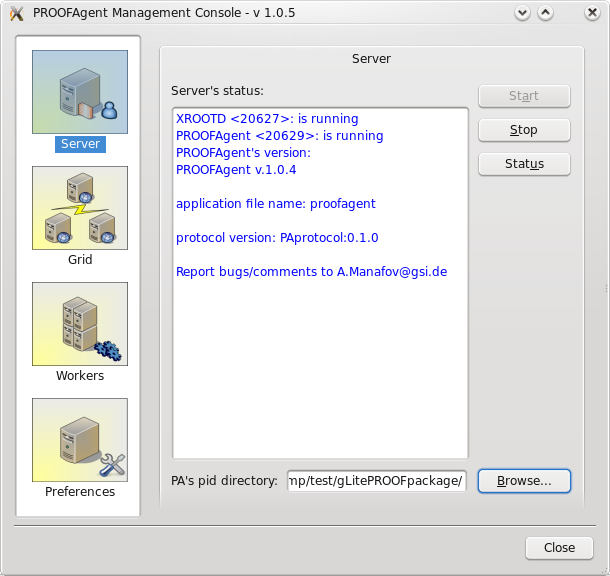 PROOFAgent Management Console - v 1.0.5
Server
Grid
Workers
Preferences
Server
Server's status:
XROOTD <20627>: is running
PROOFAgent <20629>: is running
PROOFAgent's version:
PROOFAgent v.1.0.4
application file name: proofagent
protocol version: PAprotocol:0.1.0
Report bugs/comments to A.Manafov@gsi.de
Start
Stop
Status
PA's pid directory: mp/test/gLitePROOFpackage/ Browse...
Close